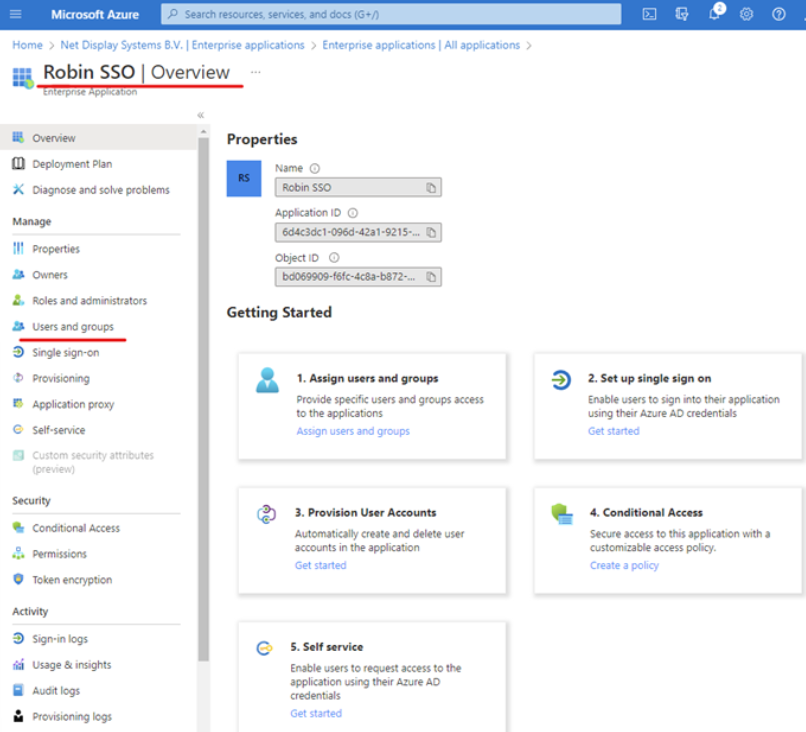 Microsoft Azure
Search resources, services, and docs (G+/)
2
Home > Net Display Systems B.V. | Enterprise applications > Enterprise applications | All applications >
Robin SSO | Overview ...
Enterprise Application
«
Overview
Deployment Plan
Diagnose and solve problems
Manage
Properties
Owners
Roles and administrators
Users and groups
Single sign-on
Provisioning
Application proxy
Self-service
Custom security attributes
(preview)
Security
Conditional Access
Permissions
Token encryption
Activity
Sign-in logs
Usage & insights
Audit logs
Provisioning logs
Properties
RS
Name
Robin SSO
Application ID
6d4c3dc1-096d-42a1-9215-...
Object ID
bd069909-f6fc-4c8a-b872-...
Getting Started
1. Assign users and groups
Provide specific users and groups access
to the applications
Assign users and groups
2. Set up single sign on
Enable users to sign into their application
using their Azure AD credentials
Get started
3. Provision User Accounts
Automatically create and delete user
accounts in the application
Get started
4. Conditional Access
Secure access to this application with a
customizable access policy.
Create a policy
5. Self service
Enable users to request access to the
application using their Azure AD
credentials
Get started